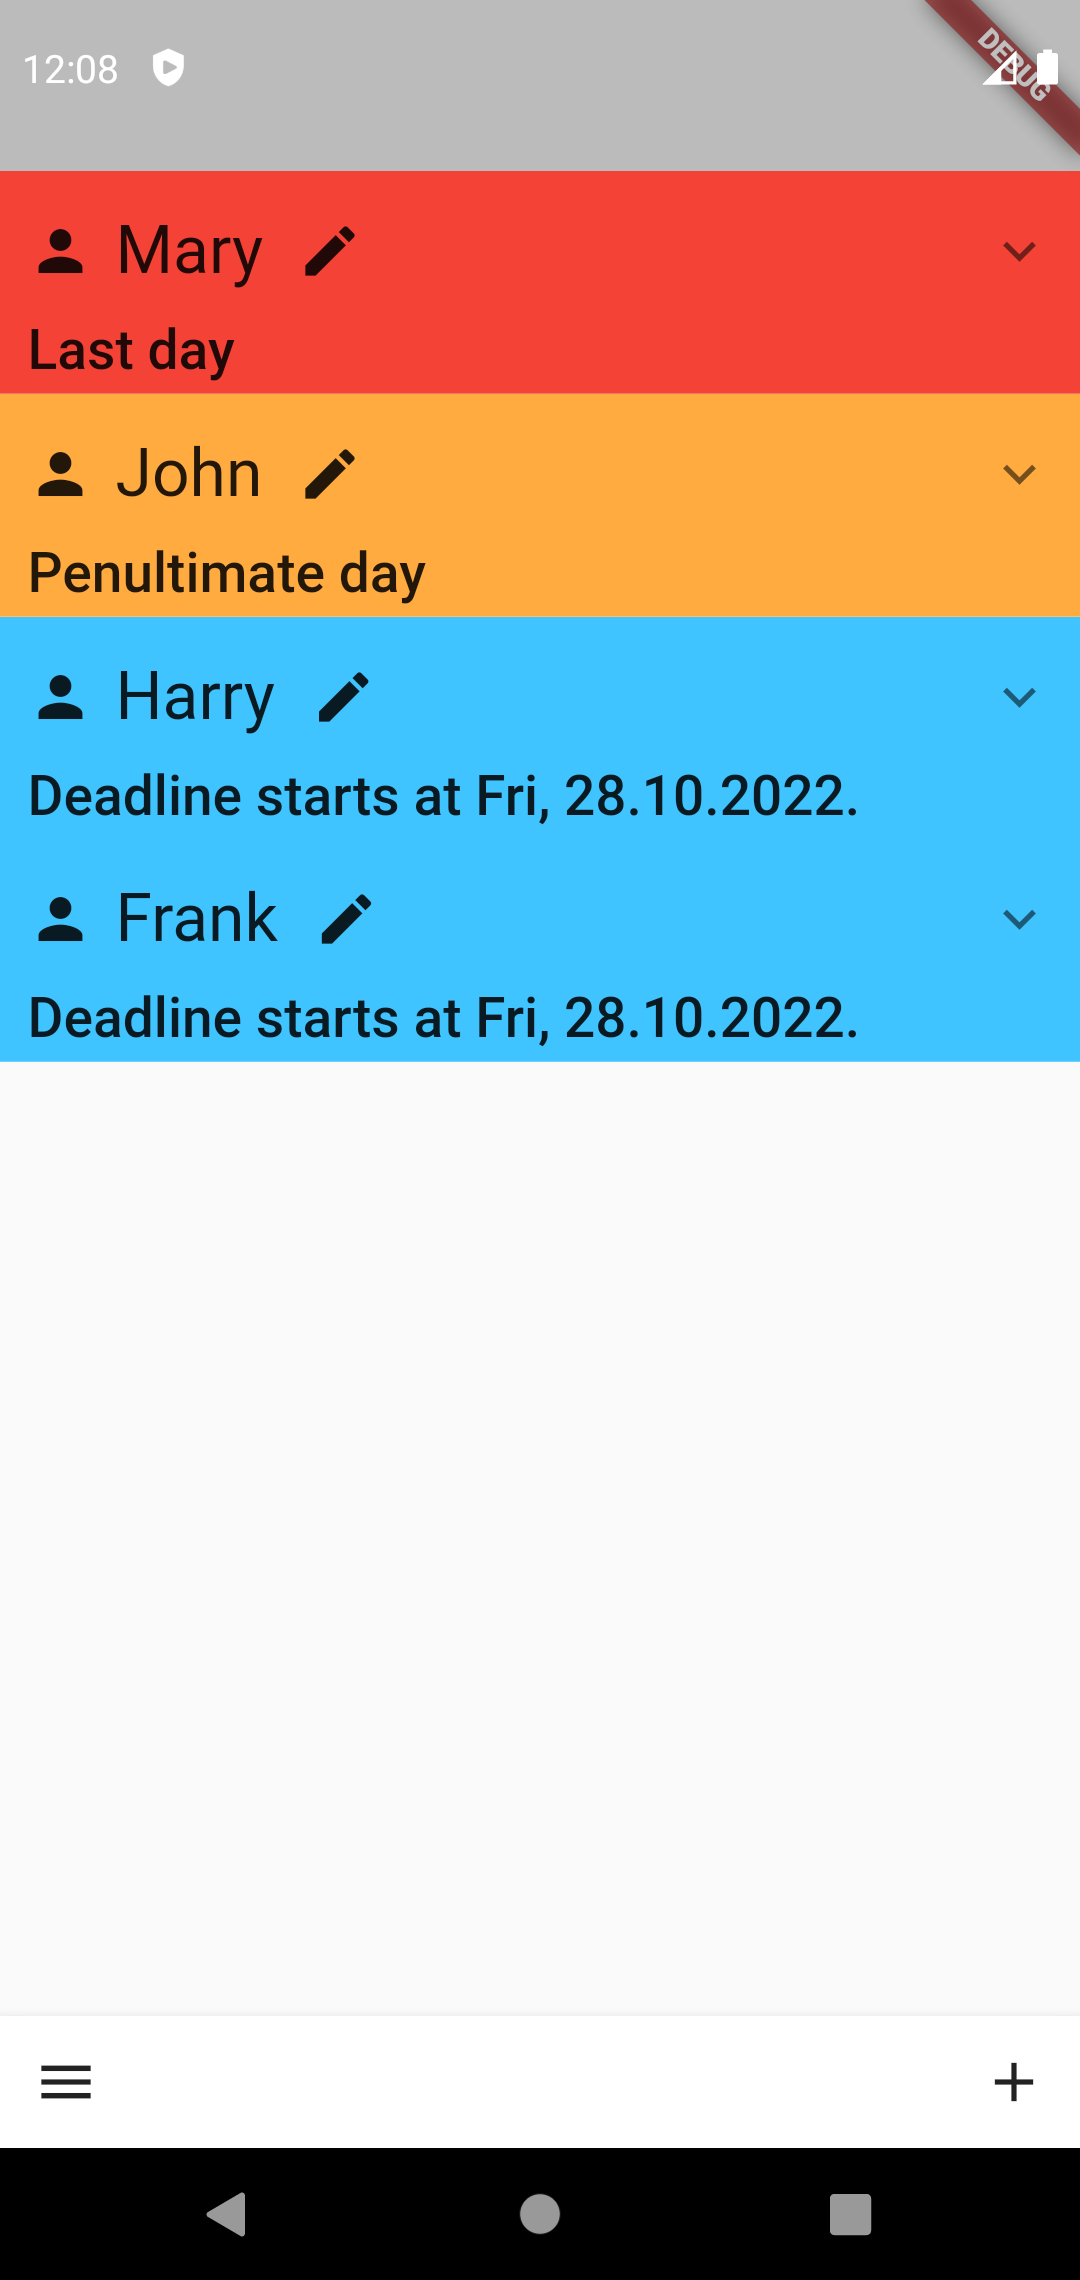 12:08
DEBUG
Mary
Last day
John
Penultimate day
Harry
Deadline starts at Fri, 28.10.2022.
Frank
Deadline starts at Fri, 28.10.2022.